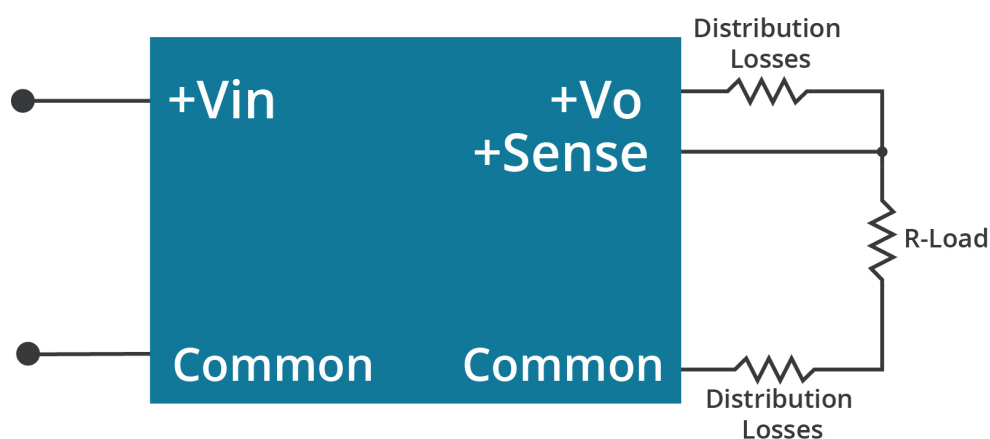 Distribution
Losses
+Vin
+Vo
+Sense
R-Load
Common
Common
Distribution
Losses